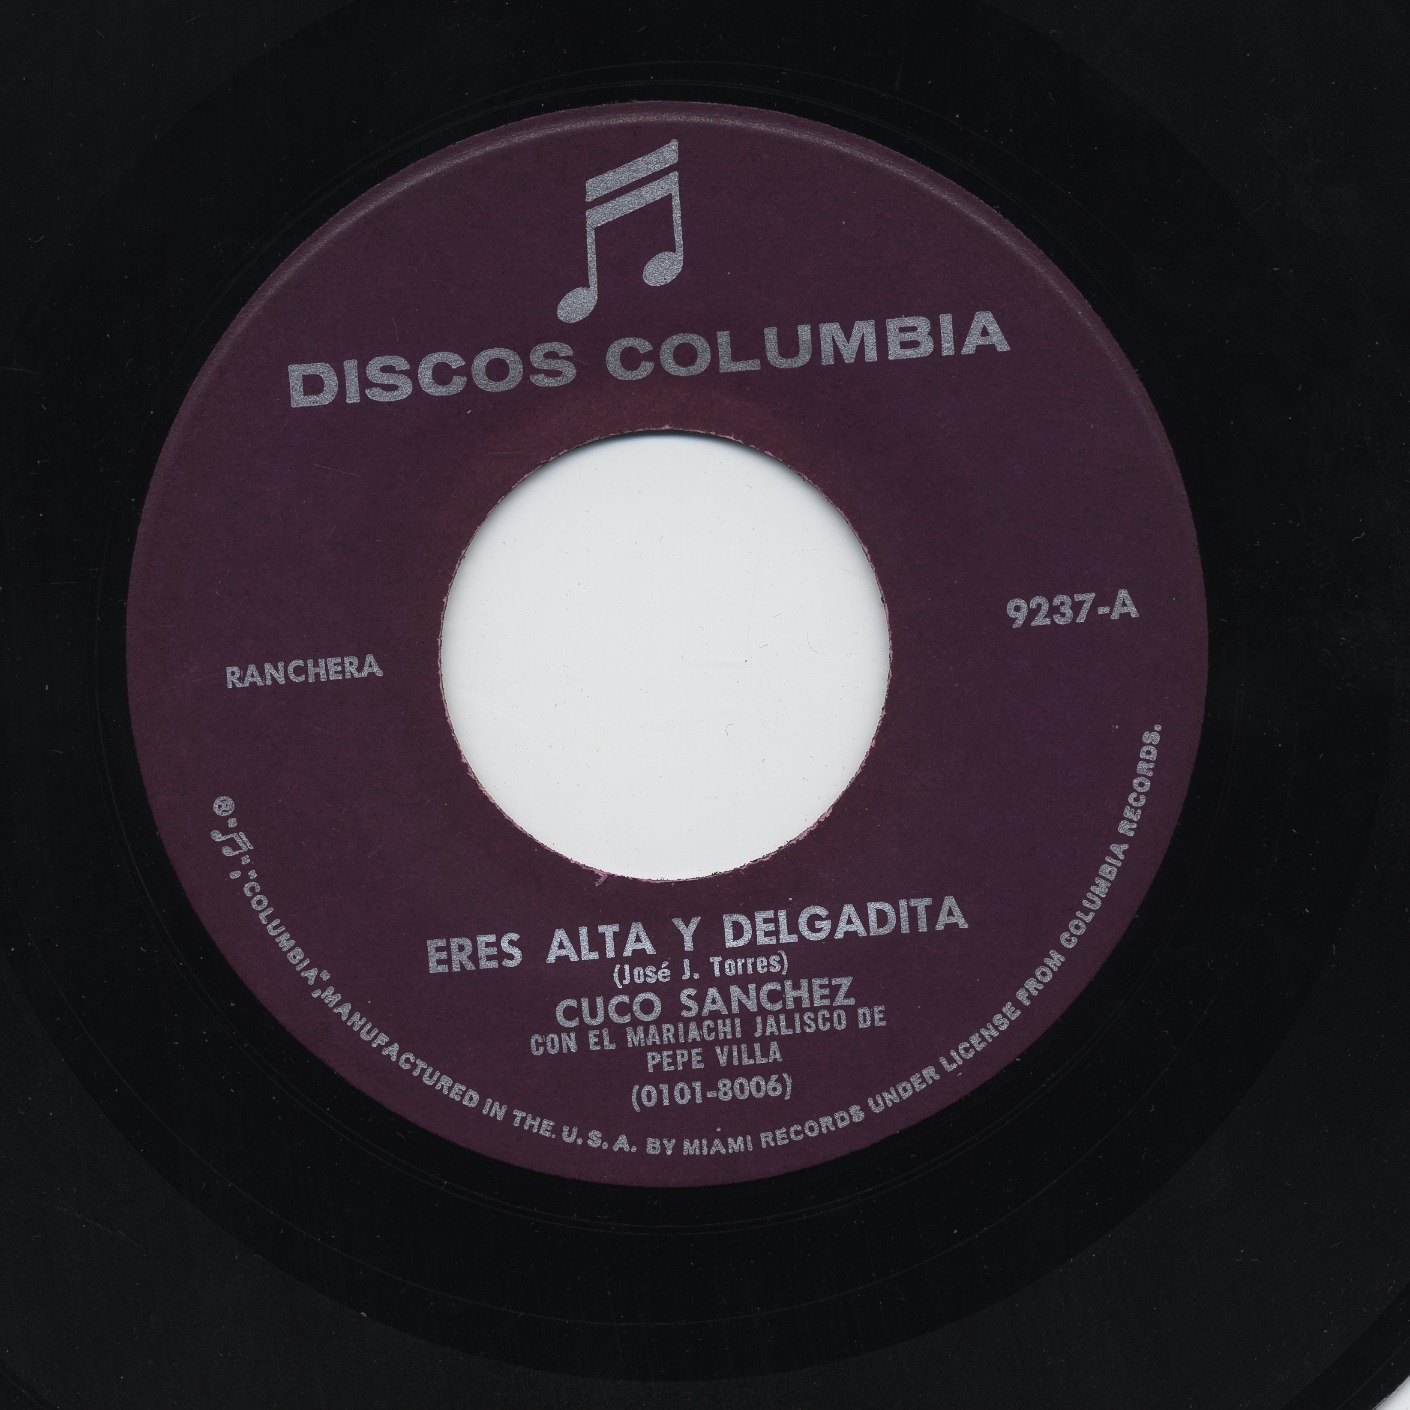 DISCOS COLUMBIA
9237-A
RANCHERA
ERES ALTA Y DELGADITA
(José J. Torres)
CUCO SANCHEZ
CON EL MARIACHI JALISCO DE
PEPE VILLA
(0101-8006)
® "♫", "COLUMBIA", MANUFACTURED IN THE. U.S.A. BY MIAMI RECORDS UNDER LICENSE FROM COLUMBIA RECORDS.